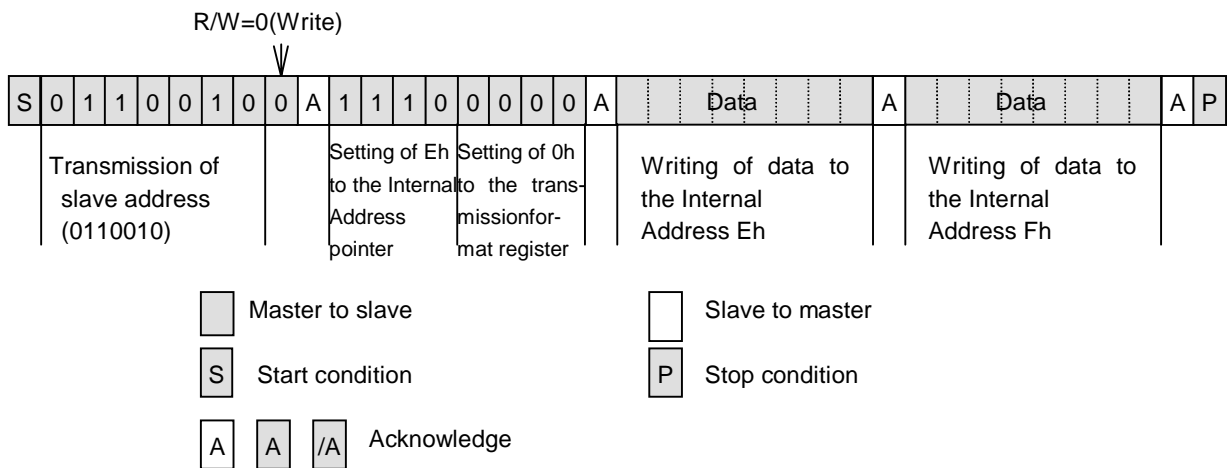 R/W=0(Write)
S 0 1 1 0 0 1 0 0 A 1 1 1 0 0 0 0 0 A Data A Data A P
Transmission of
slave address
(0110010)
Setting of Eh
to the Internal
Address
pointer
Setting of 0h
to the trans-
missionfor-
mat register
Writing of data to
the Internal
Address Eh
Writing of data to
the Internal
Address Fh
Master to slave
Slave to master
S Start condition
P Stop condition
A A /A Acknowledge